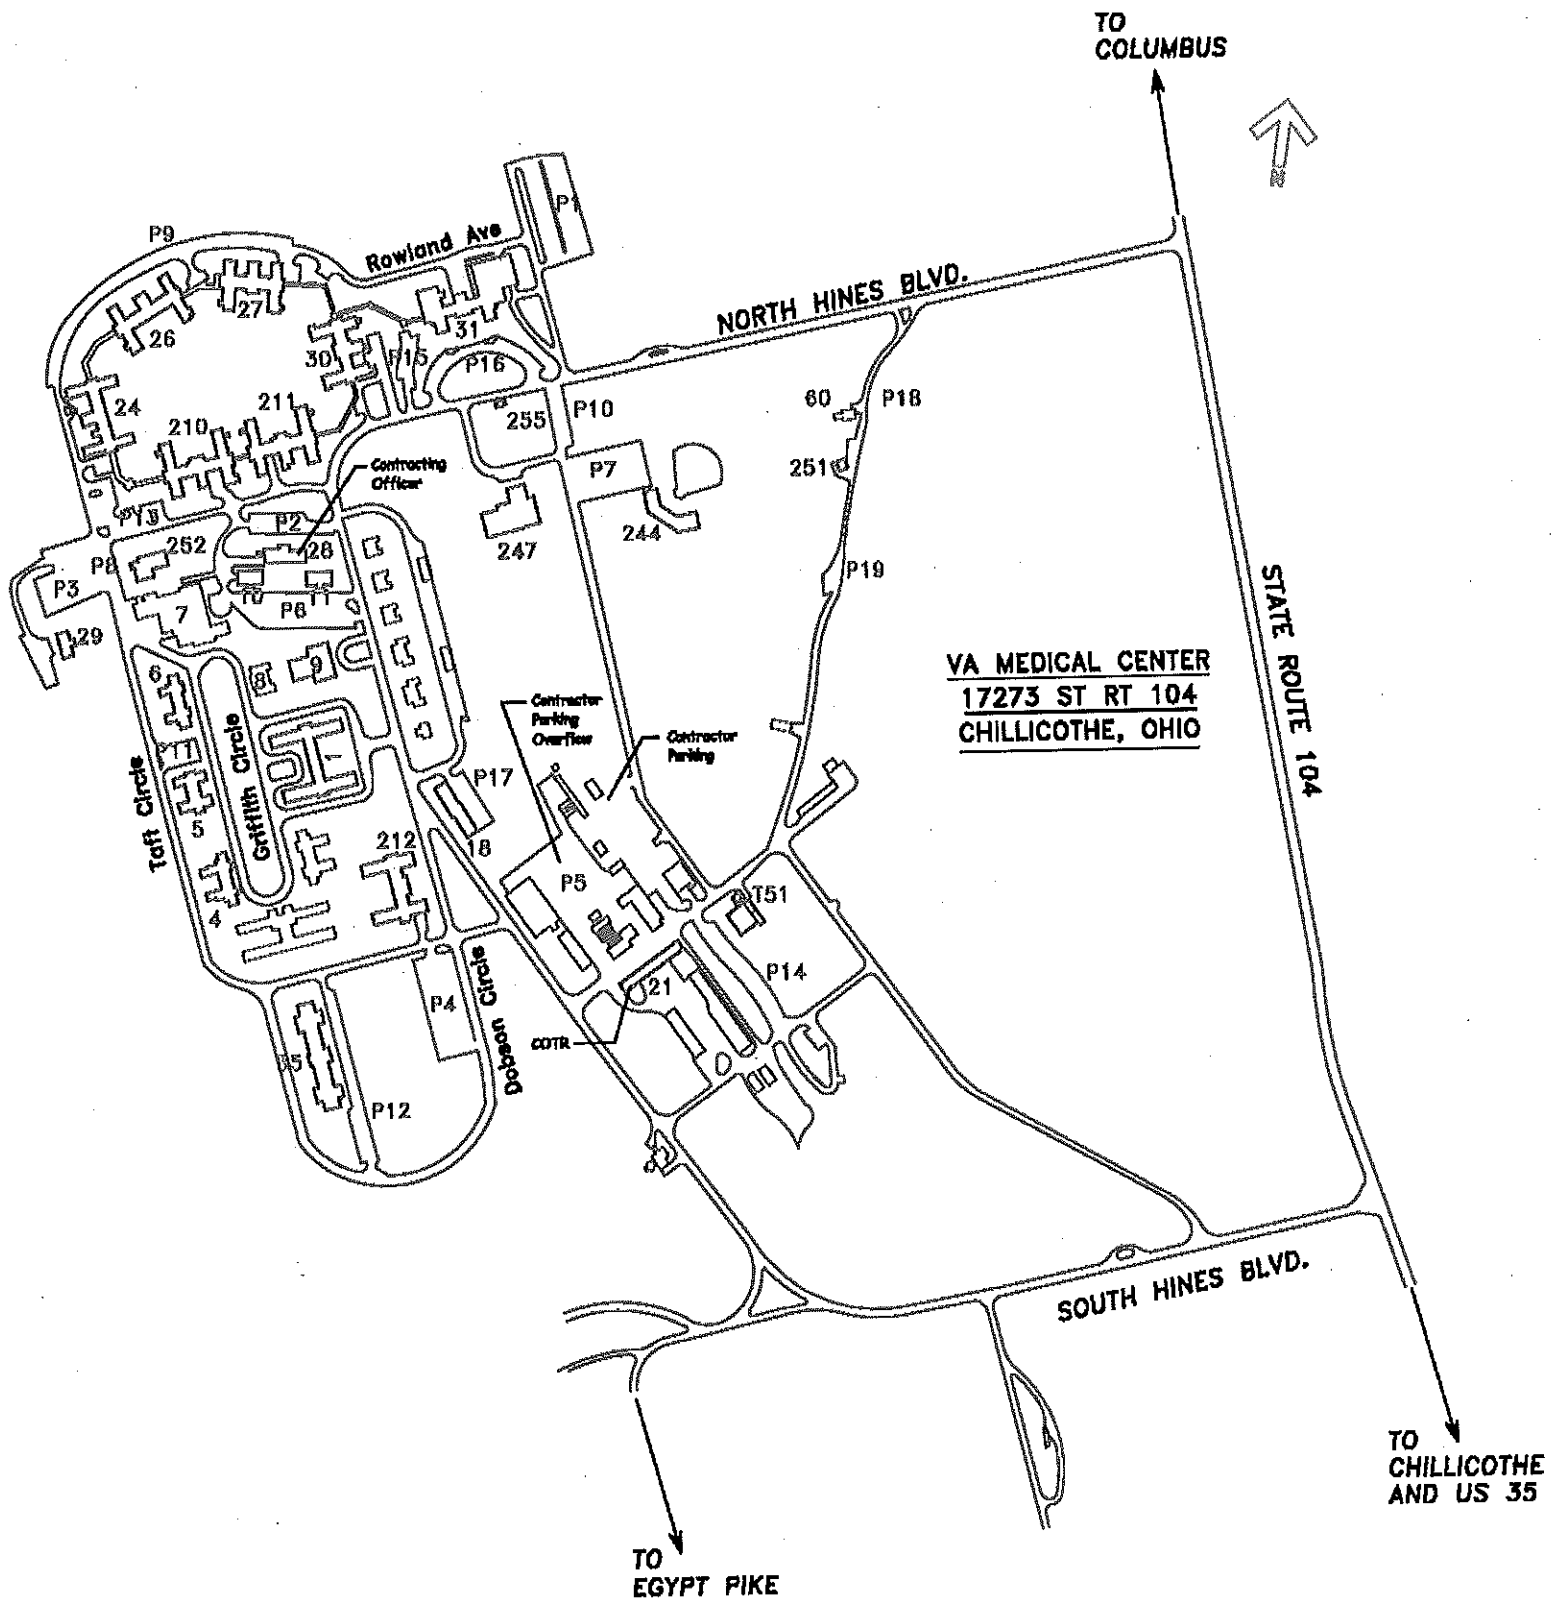 TO
COLUMBUS
N
P1
P9
Rowland Ave
27
NORTH HINES BLVD.
26
31
30
P15
P16
24
211
210
255
P10
60
P18
Contracting
Officer
P7
251
P13
P2
252
28
247
244
P8
P3
P19
7
P6
29
STATE ROUTE 104
VA MEDICAL CENTER
17273 ST RT 104
CHILLICOTHE, OHIO
6
8
9
Contractor
Parking
Overflow
Contractor
Parking
Griffith Circle
Taft Circle
P17
5
18
212
P5
4
T51
P14
P4
21
Dobson Circle
COTR
35
P12
SOUTH HINES BLVD.
TO
CHILLICOTHE
AND US 35
TO
EGYPT PIKE